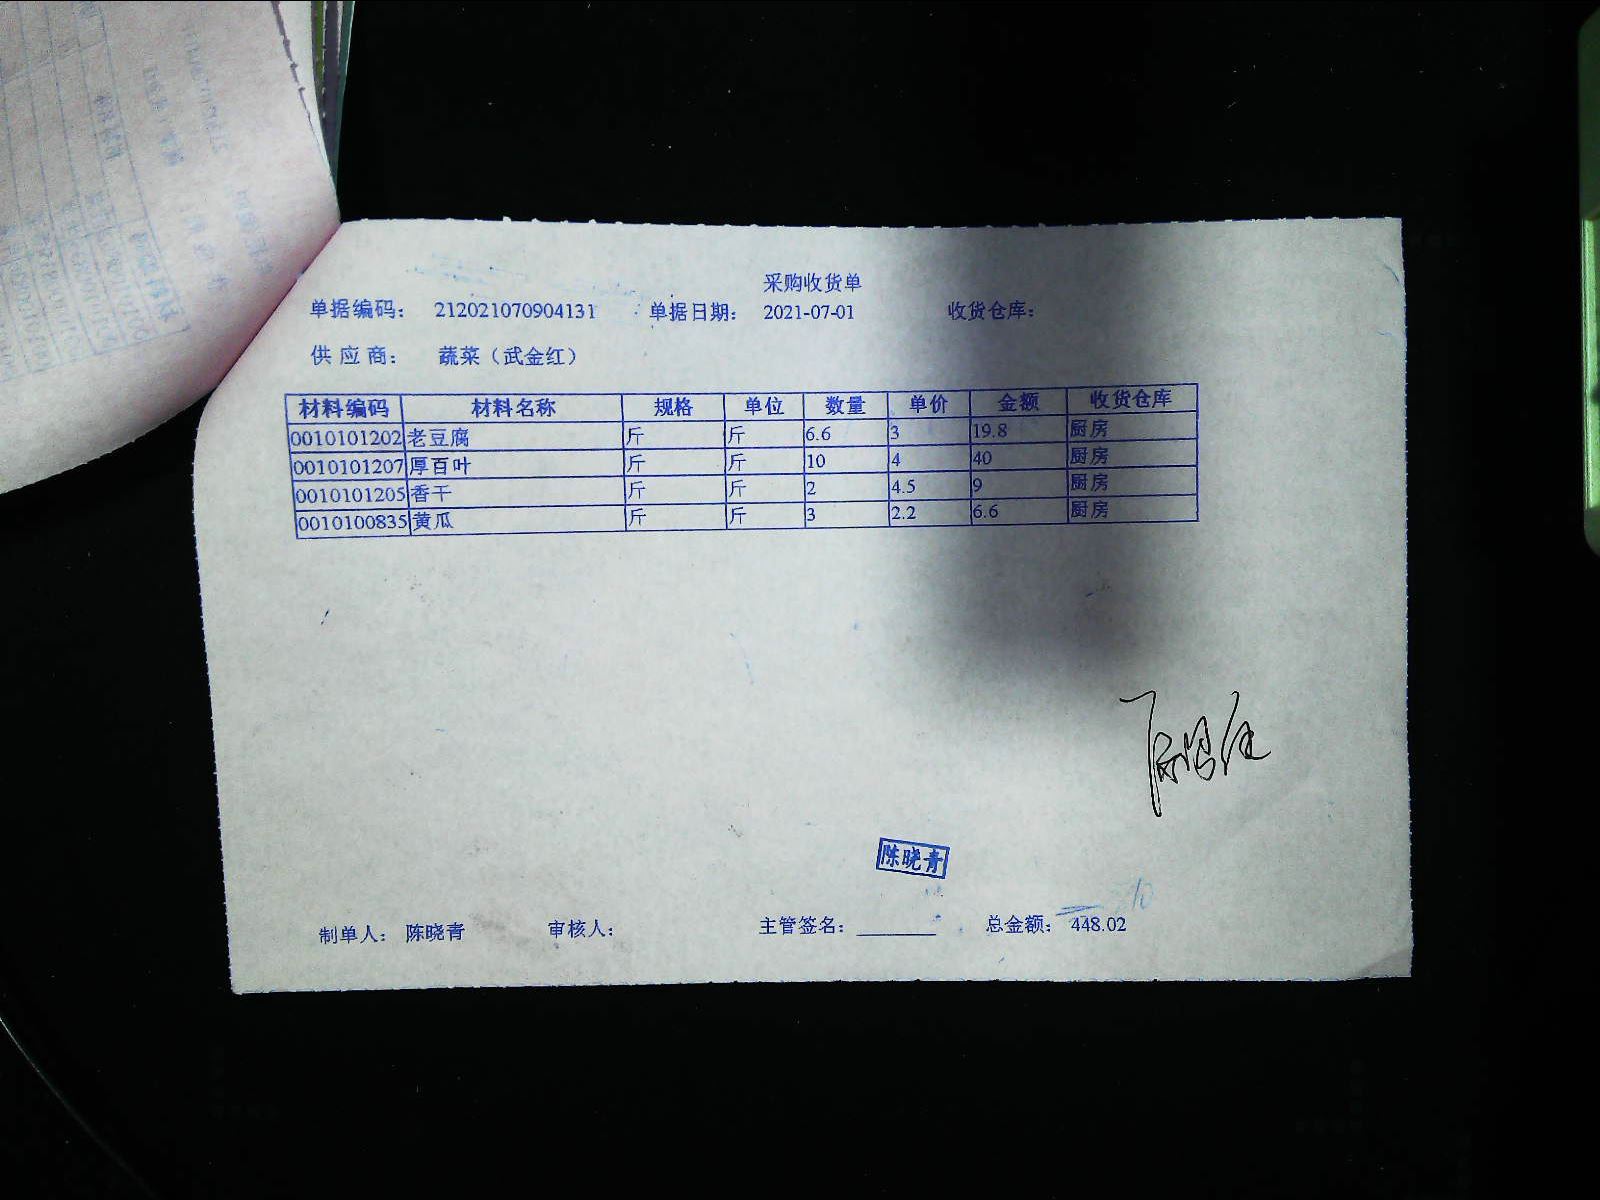 采购收货单
单据编码： 212021070904131 单据日期： 2021-07-01 收货仓库：
供 应 商： 蔬菜（武金红）
材料编码 材料名称 规格 单位 数量 单价 金额 收货仓库
0010101202 老豆腐 斤 斤 6.6 3 19.8 厨房
0010101207 厚百叶 斤 斤 10 4 40 厨房
0010101205 香干 斤 斤 2 4.5 9 厨房
0010100835 黄瓜 斤 斤 3 2.2 6.6 厨房
陈晓青
制单人： 陈晓青 审核人： 主管签名： ________ 总金额： 448.02